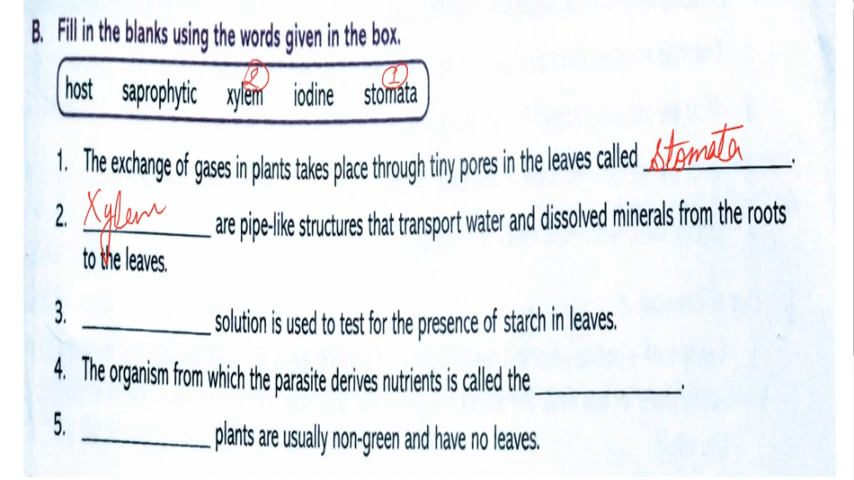 B. Fill in the blanks using the words given in the box.
2 1
host saprophytic xylem iodine stomata
1. The exchange of gases in plants takes place through tiny pores in the leaves called stomata.
2. Xylem are pipe-like structures that transport water and dissolved minerals from the roots
to the leaves.
3. ____________ solution is used to test for the presence of starch in leaves.
4. The organism from which the parasite derives nutrients is called the ____________.
5. ____________ plants are usually non-green and have no leaves.